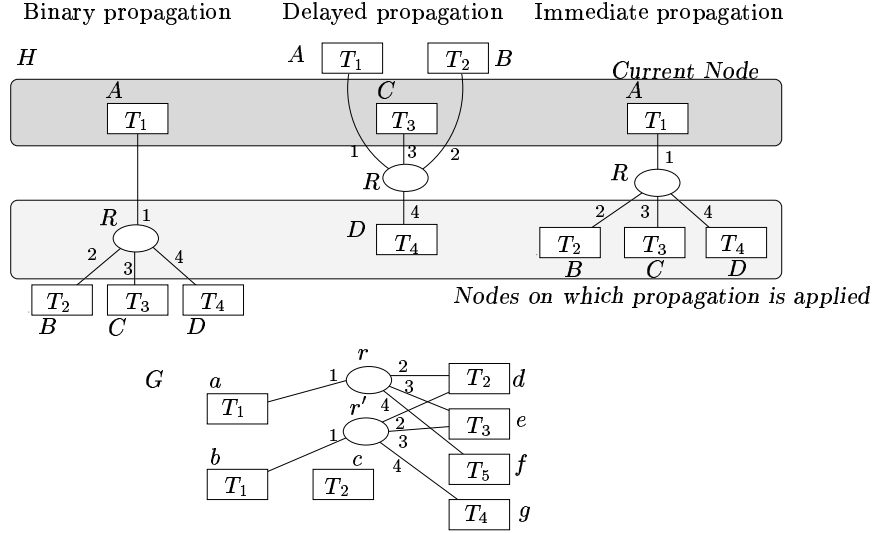 Binary propagation Delayed propagation Immediate propagation
H A T1 T2 B
Current Node
A C A
T1 T3 T1
1 3 2 1
R R
R 1 D 4 2 3 4
T4 T2 T3 T4
2 3 4 B C D
T2 T3 T4 Nodes on which propagation is applied
B C D
r
G a 1 2 T2 d
T1 3
r' 4 2 T3 e
1 3
b c 4 T5 f
T1 T2
T4 g